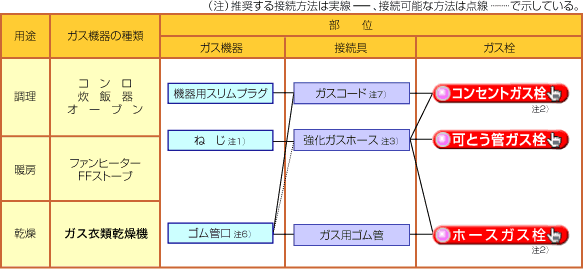 (注)推奨する接続方法は実線 ── 、接続可能な方法は点線 ┈┈ で示している。
用途 ガス機器の種類 部 位
ガス機器 接続具 ガス栓
調理
コ ン ロ
炊 飯 器
オ ー ブ ン
機器用スリムプラグ
ガスコード 注7)
コンセントガス栓
注2)
ね じ 注1)
強化ガスホース 注3)
可とう管ガス栓
暖房
ファンヒーター
FFストーブ
乾燥
ガス衣類乾燥機
ゴム管口 注6)
ガス用ゴム管
ホースガス栓
注2)